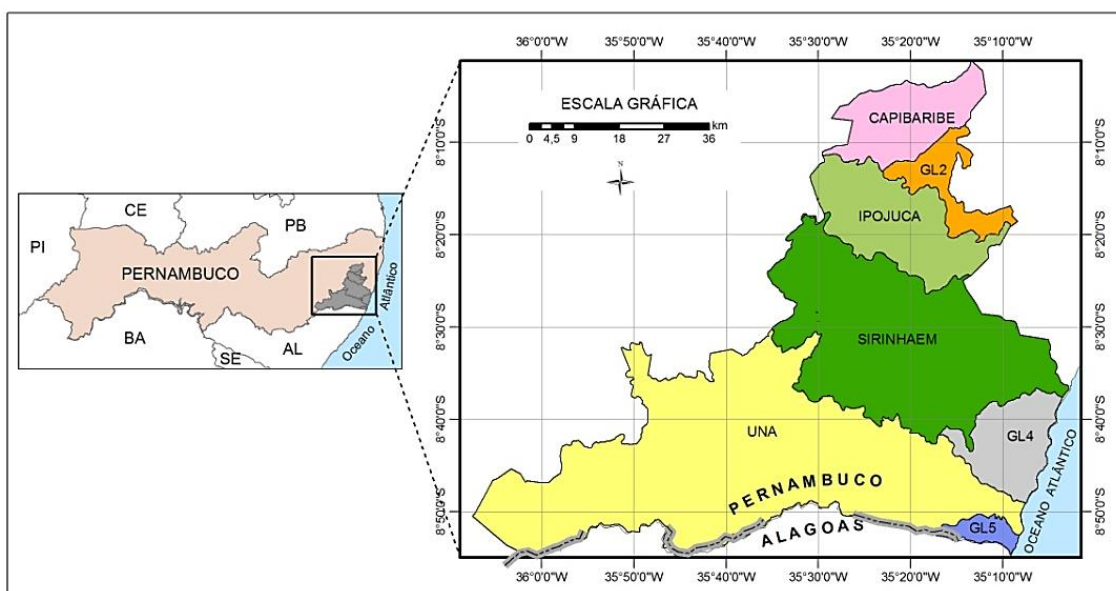 CE
PB
PI
PERNAMBUCO
BA
SE
AL
Oceano
Atlântico
36°0'0"W 35°50'0"W 35°40'0"W 35°30'0"W 35°20'0"W 35°10'0"W
ESCALA GRÁFICA
km
0 4,5 9 18 27 36
N
CAPIBARIBE
GL2
IPOJUCA
SIRINHAEM
UNA
GL4
GL5
PERNAMBUCO
ALAGOAS
OCEANO ATLÂNTICO
8°10'0"S 8°10'0"S
8°20'0"S 8°20'0"S
8°30'0"S 8°30'0"S
8°40'0"S 8°40'0"S
8°50'0"S 8°50'0"S
36°0'0"W 35°50'0"W 35°40'0"W 35°30'0"W 35°20'0"W 35°10'0"W